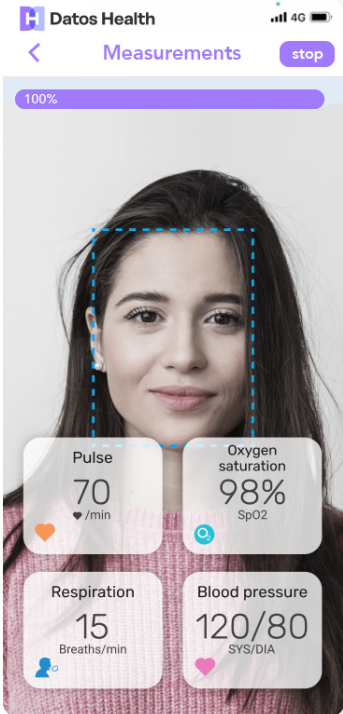 Datos Health
4G
Measurements
stop
100%
Pulse
70
/min
Oxygen
saturation
98%
SpO2
O₂
Respiration
15
Breaths/min
Blood pressure
120/80
SYS/DIA